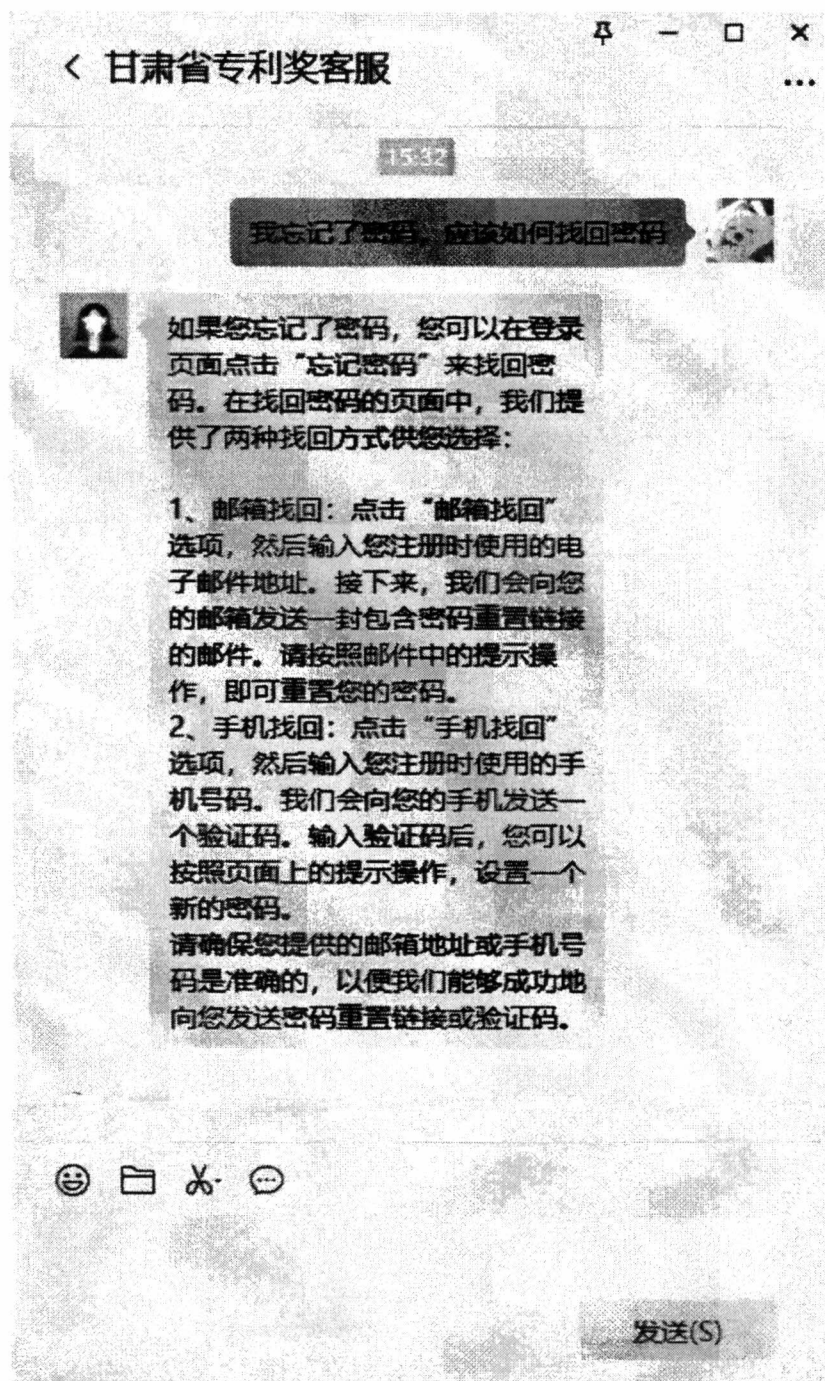 甘肃省专利奖客服
15:32
我忘记了密码，应该如何找回密码
如果您忘记了密码，您可以在登录
页面点击“忘记密码”来找回密
码。在找回密码的页面中，我们提
供了两种找回方式供您选择：
1、邮箱找回：点击“邮箱找回”
选项，然后输入您注册时使用的电
子邮件地址。接下来，我们会向您
的邮箱发送一封包含密码重置链接
的邮件。请按照邮件中的提示操
作，即可重置您的密码。
2、手机找回：点击“手机找回”
选项，然后输入您注册时使用的手
机号码。我们会向您的手机发送一
个验证码。输入验证码后，您可以
按照页面上的提示操作，设置一个
新的密码。
请确保您提供的邮箱地址或手机号
码是准确的，以便我们能够成功地
向您发送密码重置链接或验证码。
发送(S)